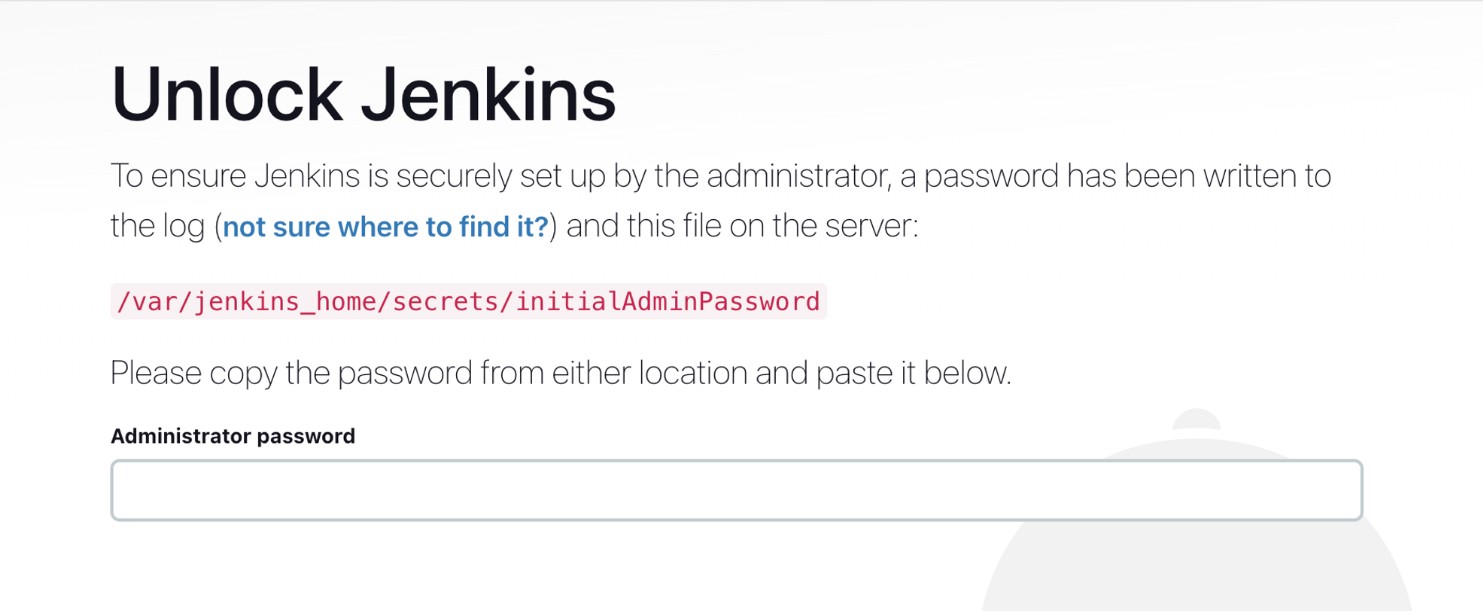 Unlock Jenkins
To ensure Jenkins is securely set up by the administrator, a password has been written to
the log (not sure where to find it?) and this file on the server:
/var/jenkins_home/secrets/initialAdminPassword
Please copy the password from either location and paste it below.
Administrator password